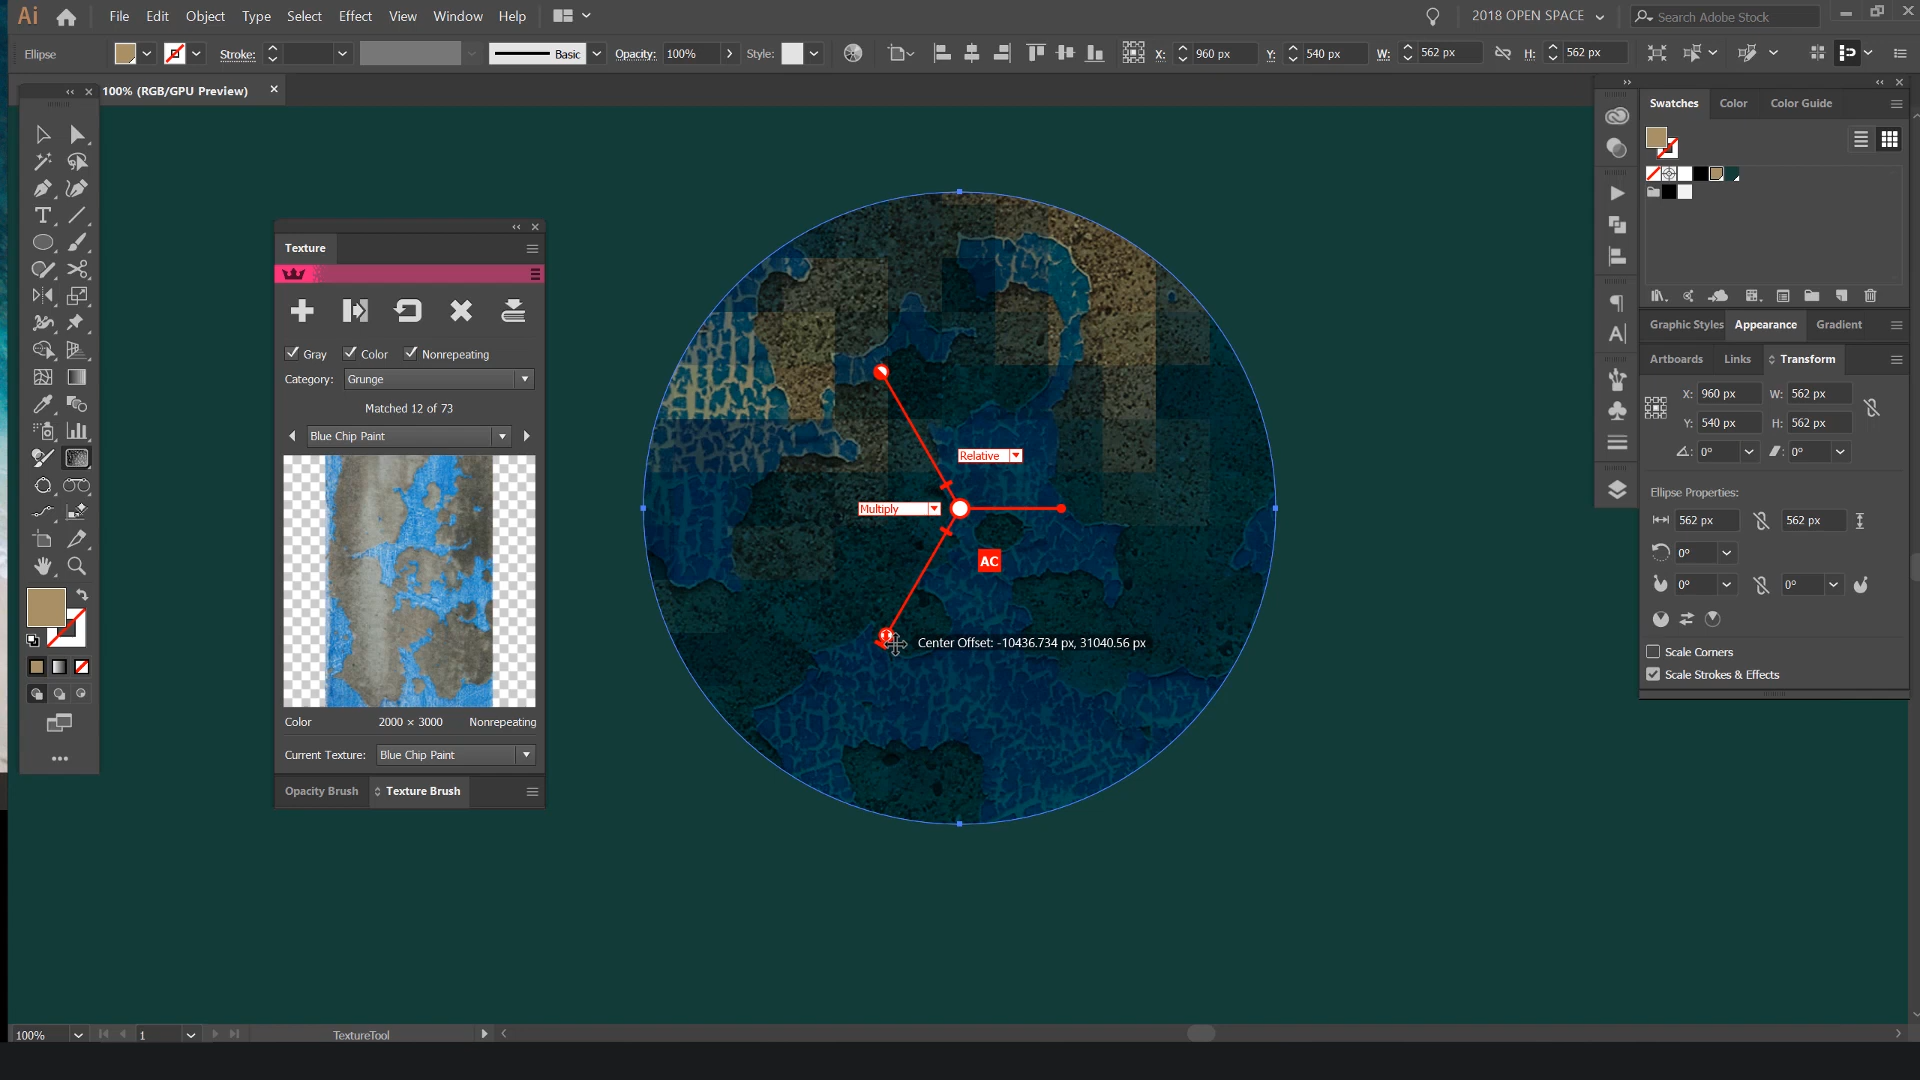 Ai File Edit Object Type Select Effect View Window Help 2018 OPEN SPACE Search Adobe Stock
Ellipse Stroke: Basic Opacity: 100% Style: X: 960 px Y: 540 px W: 562 px H: 562 px
100% (RGB/GPU Preview)
Texture
Gray Color Nonrepeating
Category: Grunge
Matched 12 of 73
Blue Chip Paint
Color 2000 × 3000 Nonrepeating
Current Texture: Blue Chip Paint
Opacity Brush Texture Brush
Relative
Multiply
AC
Center Offset: -10436.734 px, 31040.56 px
Swatches Color Color Guide
Graphic Styles Appearance Gradient
Artboards Links Transform
X: 960 px W: 562 px
Y: 540 px H: 562 px
0° 0°
Ellipse Properties:
562 px 562 px
0°
0° 0°
Scale Corners
Scale Strokes & Effects
100% 1 TextureTool